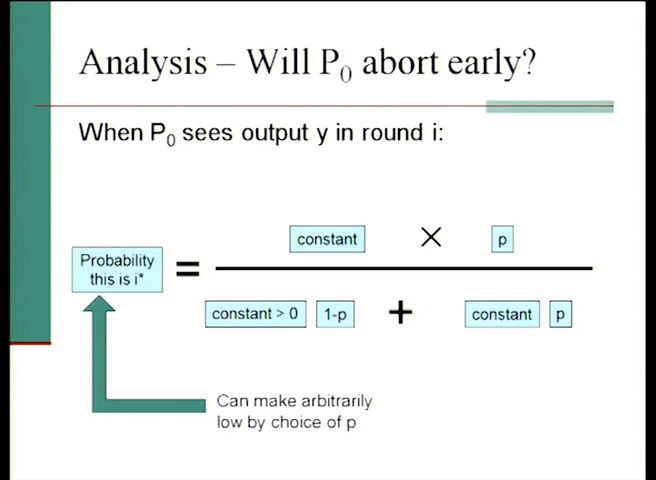 Analysis – Will P₀ abort early?
When P₀ sees output y in round i:
constant × p
Probability
this is i*
=
constant > 0 1-p + constant p
Can make arbitrarily
low by choice of p